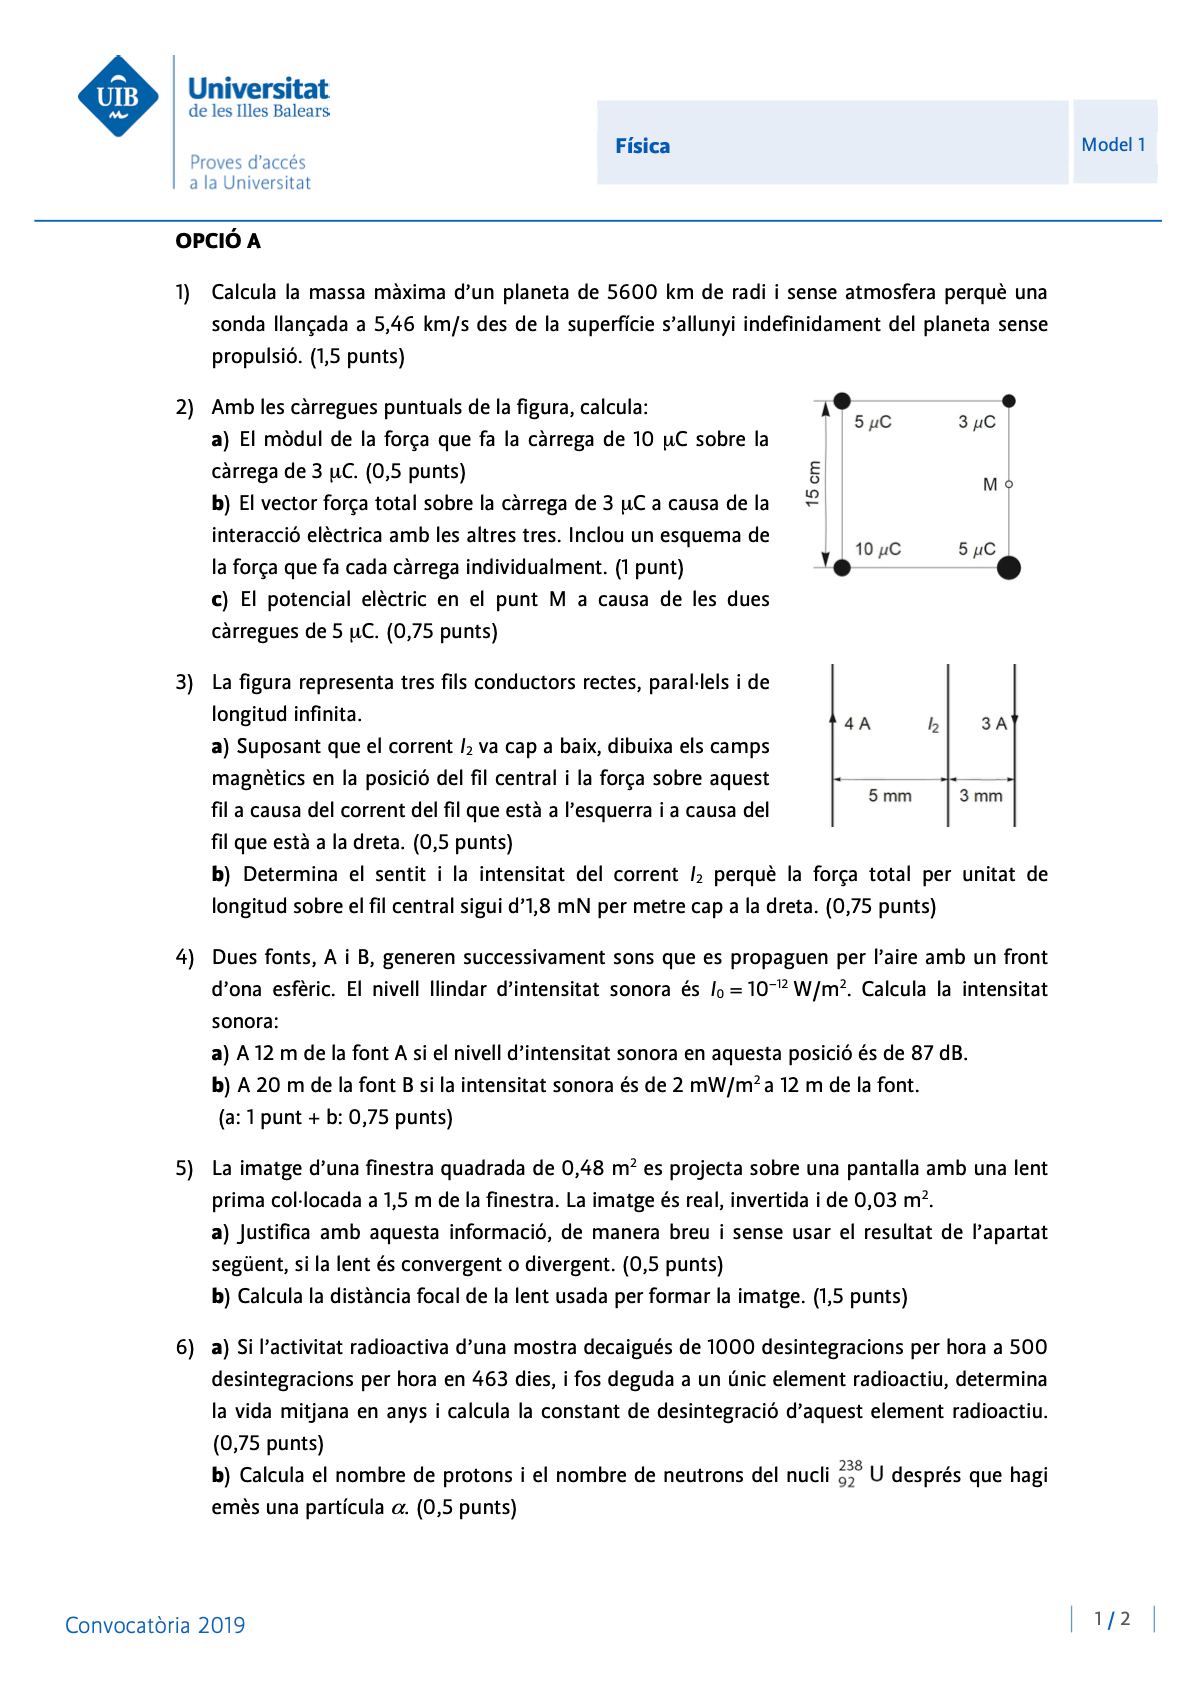 UIB
Universitat
de les Illes Balears
Proves d'accés
a la Universitat
Física
Model 1
OPCIÓ A
1) Calcula la massa màxima d'un planeta de 5600 km de radi i sense atmosfera perquè una
sonda llançada a 5,46 km/s des de la superfície s'allunyi indefinidament del planeta sense
propulsió. (1,5 punts)
2) Amb les càrregues puntuals de la figura, calcula:
a) El mòdul de la força que fa la càrrega de 10 μC sobre la
càrrega de 3 μC. (0,5 punts)
b) El vector força total sobre la càrrega de 3 μC a causa de la
interacció elèctrica amb les altres tres. Inclou un esquema de
la força que fa cada càrrega individualment. (1 punt)
c) El potencial elèctric en el punt M a causa de les dues
càrregues de 5 μC. (0,75 punts)
5 μC
3 μC
15 cm
M
10 μC
5 μC
3) La figura representa tres fils conductors rectes, paral·lels i de
longitud infinita.
a) Suposant que el corrent I₂ va cap a baix, dibuixa els camps
magnètics en la posició del fil central i la força sobre aquest
fil a causa del corrent del fil que està a l'esquerra i a causa del
fil que està a la dreta. (0,5 punts)
b) Determina el sentit i la intensitat del corrent I₂ perquè la força total per unitat de
longitud sobre el fil central sigui d'1,8 mN per metre cap a la dreta. (0,75 punts)
4 A
I₂
3 A
5 mm
3 mm
4) Dues fonts, A i B, generen successivament sons que es propaguen per l'aire amb un front
d'ona esfèric. El nivell llindar d'intensitat sonora és I₀ = 10⁻¹² W/m². Calcula la intensitat
sonora:
a) A 12 m de la font A si el nivell d'intensitat sonora en aquesta posició és de 87 dB.
b) A 20 m de la font B si la intensitat sonora és de 2 mW/m² a 12 m de la font.
(a: 1 punt + b: 0,75 punts)
5) La imatge d'una finestra quadrada de 0,48 m² es projecta sobre una pantalla amb una lent
prima col·locada a 1,5 m de la finestra. La imatge és real, invertida i de 0,03 m².
a) Justifica amb aquesta informació, de manera breu i sense usar el resultat de l'apartat
següent, si la lent és convergent o divergent. (0,5 punts)
b) Calcula la distància focal de la lent usada per formar la imatge. (1,5 punts)
6) a) Si l'activitat radioactiva d'una mostra decaigués de 1000 desintegracions per hora a 500
desintegracions per hora en 463 dies, i fos deguda a un únic element radioactiu, determina
la vida mitjana en anys i calcula la constant de desintegració d'aquest element radioactiu.
(0,75 punts)
b) Calcula el nombre de protons i el nombre de neutrons del nucli ²³⁸₉₂ U després que hagi
emès una partícula α. (0,5 punts)
Convocatòria 2019
1 / 2